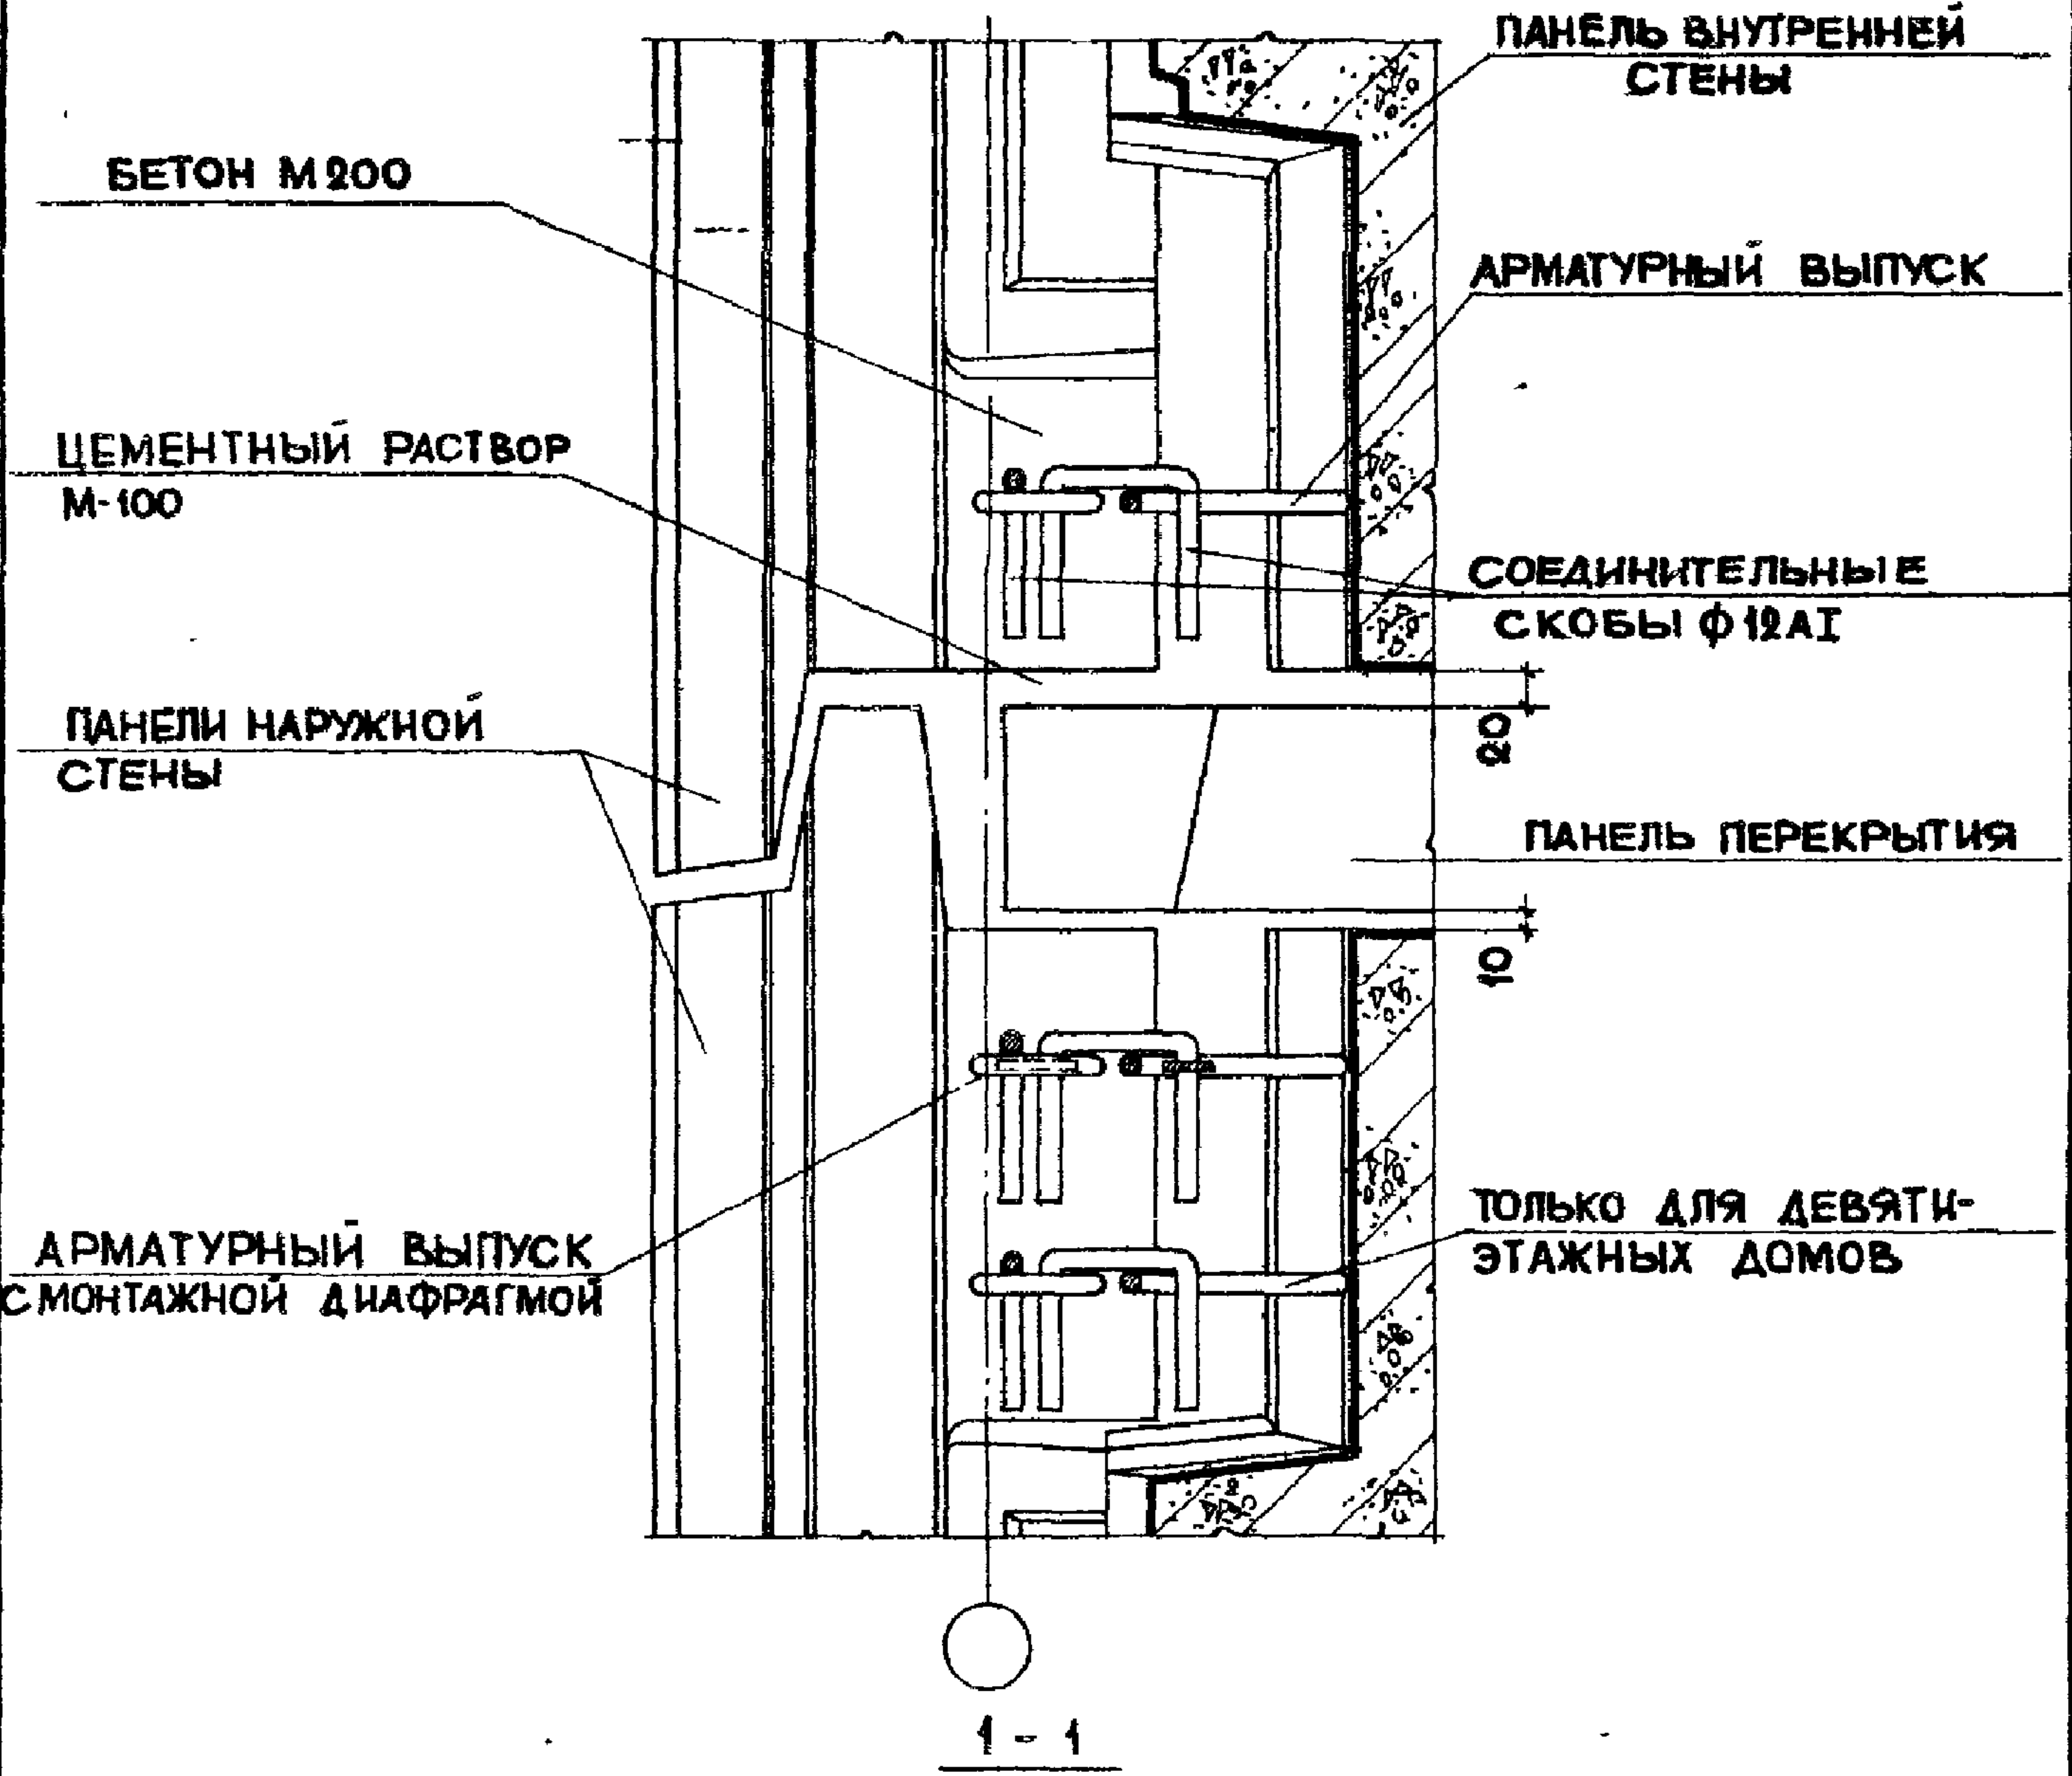 ПАНЕЛЬ ВНУТРЕННЕЙ
СТЕНЫ
БЕТОН М200
АРМАТУРНЫЙ ВЫПУСК
ЦЕМЕНТНЫЙ РАСТВОР
М-100
СОЕДИНИТЕЛЬНЫЕ
СКОБЫ ф12АI
ПАНЕЛИ НАРУЖНОЙ
СТЕНЫ
20
ПАНЕЛЬ ПЕРЕКРЫТИЯ
10
АРМАТУРНЫЙ ВЫПУСК
С МОНТАЖНОЙ ДИАФРАГМОЙ
ТОЛЬКО ДЛЯ ДЕВЯТИ-
ЭТАЖНЫХ ДОМОВ
1-1